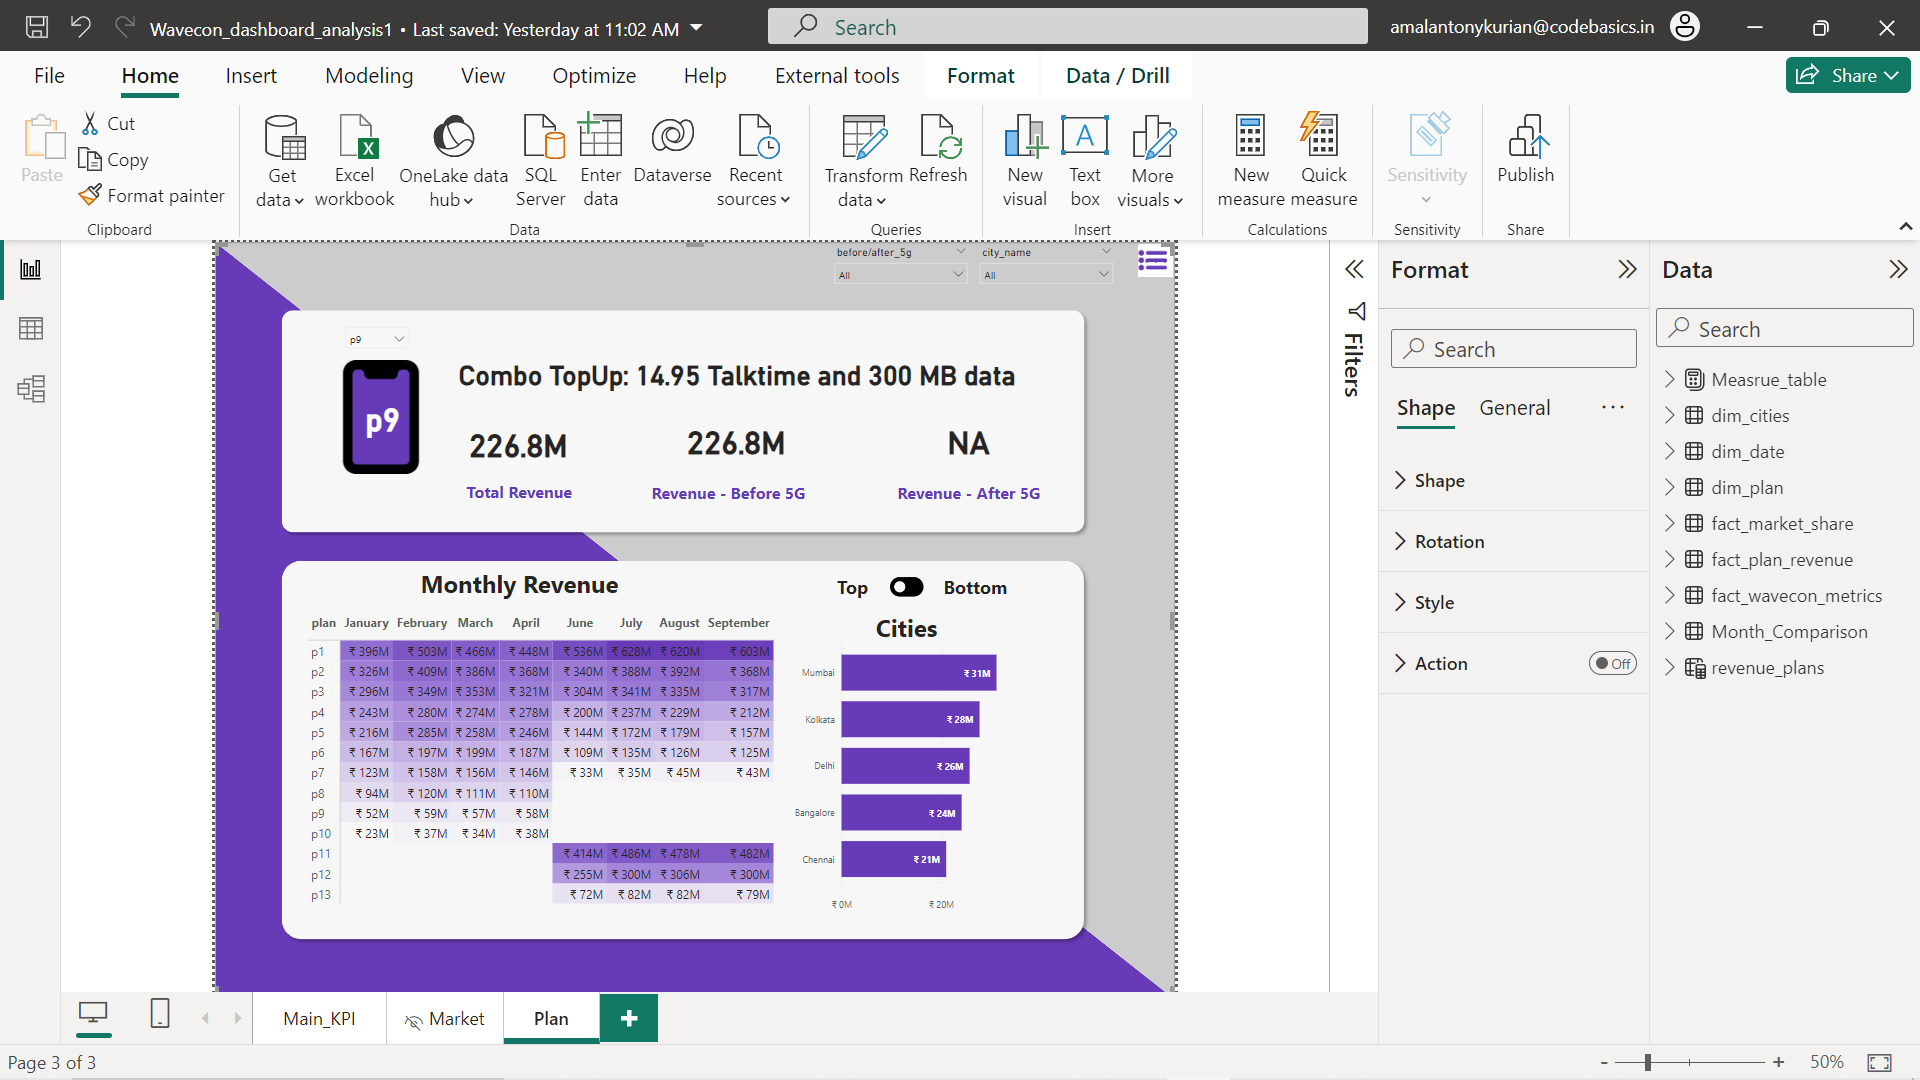 Wavecon_dashboard_analysis1 • Last saved: Yesterday at 11:02 AM
Search
amalantonykurian@codebasics.in
File Home Insert Modeling View Optimize Help External tools Format Data / Drill Share
Paste
Cut
Copy
Format painter
Clipboard
Get data
Excel workbook
OneLake data hub
SQL Server
Enter data
Dataverse
Recent sources
Data
Transform data
Refresh
Queries
New visual
Text box
More visuals
Insert
New measure
Quick measure
Calculations
Sensitivity
Sensitivity
Publish
Share
before/after_5g
All
city_name
All
p9
p9
Combo TopUp: 14.95 Talktime and 300 MB data
226.8M 226.8M NA
Total Revenue Revenue - Before 5G Revenue - After 5G
Monthly Revenue
plan January February March April June July August September
p1 ₹ 396M ₹ 503M ₹ 466M ₹ 448M ₹ 536M ₹ 628M ₹ 620M ₹ 603M
p2 ₹ 326M ₹ 409M ₹ 386M ₹ 368M ₹ 340M ₹ 388M ₹ 392M ₹ 368M
p3 ₹ 296M ₹ 349M ₹ 353M ₹ 321M ₹ 304M ₹ 341M ₹ 335M ₹ 317M
p4 ₹ 243M ₹ 280M ₹ 274M ₹ 278M ₹ 200M ₹ 237M ₹ 229M ₹ 212M
p5 ₹ 216M ₹ 285M ₹ 258M ₹ 246M ₹ 144M ₹ 172M ₹ 179M ₹ 157M
p6 ₹ 167M ₹ 197M ₹ 199M ₹ 187M ₹ 109M ₹ 135M ₹ 126M ₹ 125M
p7 ₹ 123M ₹ 158M ₹ 156M ₹ 146M ₹ 33M ₹ 35M ₹ 45M ₹ 43M
p8 ₹ 94M ₹ 120M ₹ 111M ₹ 110M
p9 ₹ 52M ₹ 59M ₹ 57M ₹ 58M
p10 ₹ 23M ₹ 37M ₹ 34M ₹ 38M
p11 ₹ 414M ₹ 486M ₹ 478M ₹ 482M
p12 ₹ 255M ₹ 300M ₹ 306M ₹ 300M
p13 ₹ 72M ₹ 82M ₹ 82M ₹ 79M
Top Bottom
Cities
Mumbai ₹ 31M
Kolkata ₹ 28M
Delhi ₹ 26M
Bangalore ₹ 24M
Chennai ₹ 21M
₹ 0M ₹ 20M
Filters
Format
Search
Shape General ...
Shape
Rotation
Style
Action Off
Data
Search
Measrue_table
dim_cities
dim_date
dim_plan
fact_market_share
fact_plan_revenue
fact_wavecon_metrics
Month_Comparison
revenue_plans
Main_KPI Market Plan +
Page 3 of 3
- + 50%